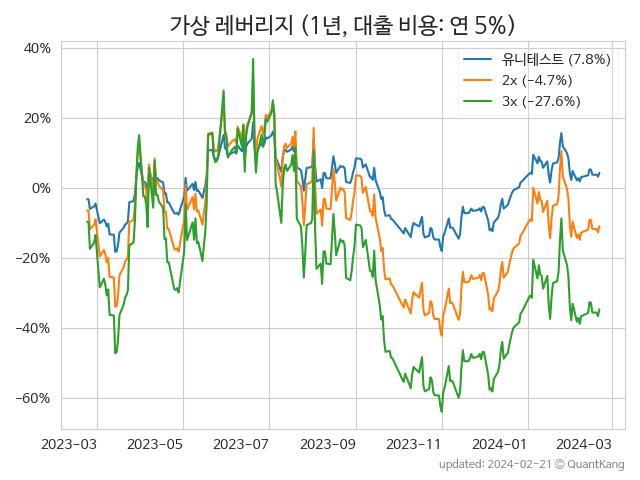 가상 레버리지 (1년, 대출 비용: 연 5%)
유니테스트 (7.8%)
2x (−4.7%)
3x (−27.6%)
40%
20%
0%
−20%
−40%
−60%
2023−03 2023−05 2023−07 2023−09 2023−11 2024−01 2024−03
updated: 2024-02-21 © QuantKang